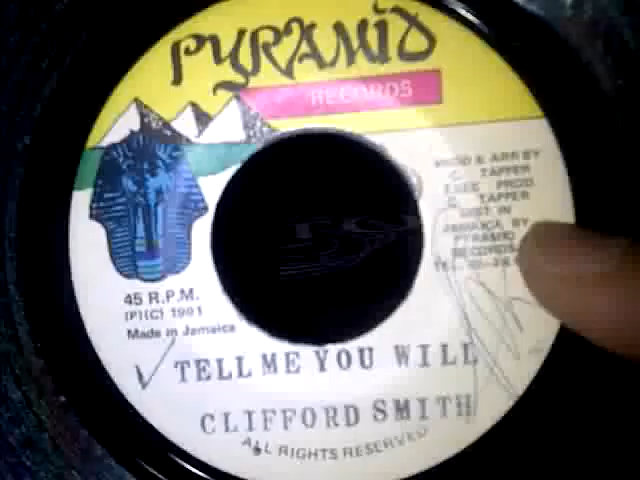 PYRAMID
RECORDS
PROD & ARR BY
C. TAPPER
EXEC PROD.
C. TAPPER
DIST IN
JAMAICA BY
PYRAMID
RECORDS
TEL:
45 R.P.M.
(P)(C) 1991
Made in Jamaica
TELL ME YOU WILL
CLIFFORD SMITH
ALL RIGHTS RESERVED